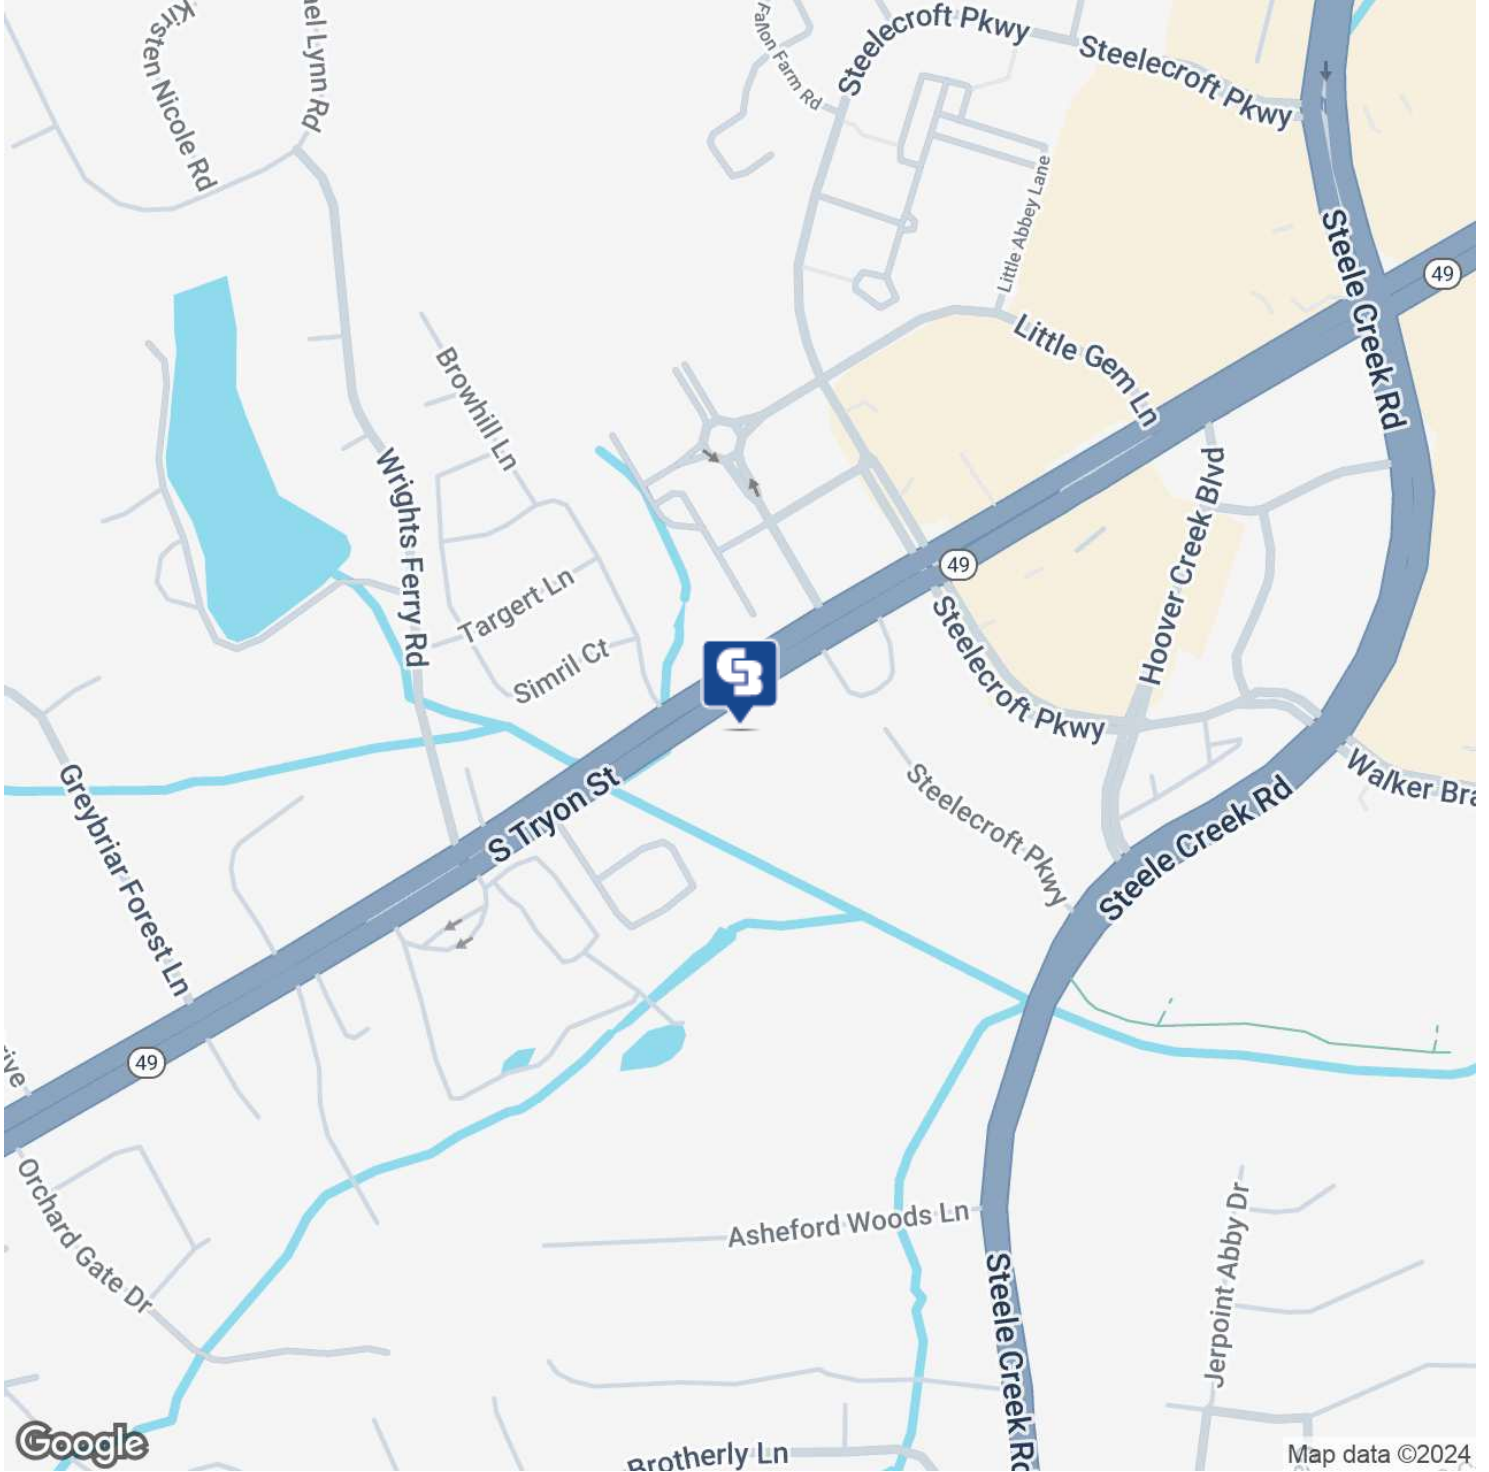 Kirsten Nicole Rd
el Lynn Rd
Fallon Farm Rd
Steelecroft Pkwy
Steelecroft Pkwy
Little Abbey Lane
Steele Creek Rd
49
Little Gem Ln
Browhill Ln
Wrights Ferry Rd
Hoover Creek Blvd
49
Targert Ln
Simril Ct
CB
Steelecroft Pkwy
Greybriar Forest Ln
S Tryon St
Steelecroft Pkwy
Walker Bra
Steele Creek Rd
49
ive
Orchard Gate Dr
Asheford Woods Ln
Jerpoint Abby Dr
Steele Creek Rd
Brotherly Ln
Google
Map data ©2024